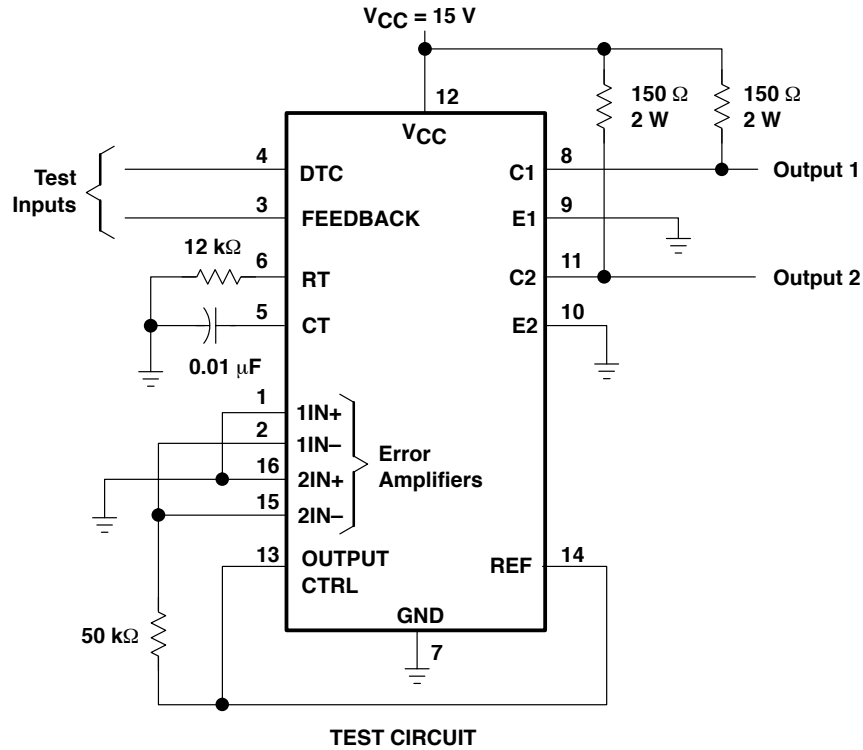 VCC = 15 V
12
VCC
150 Ω
2 W
150 Ω
2 W
Test
Inputs
4
DTC
C1
8
Output 1
3
FEEDBACK
E1
9
12 kΩ
6
RT
C2
11
Output 2
5
CT
E2
10
0.01 µF
1
1IN+
2
1IN–
16
2IN+
15
2IN–
Error
Amplifiers
13
OUTPUT
CTRL
REF
14
GND
7
50 kΩ
TEST CIRCUIT